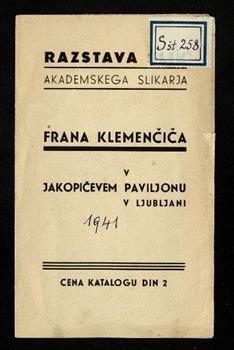 RAZSTAVA
Sšt. 258
AKADEMSKEGA SLIKARJA
FRANA KLEMENČIČA
V
JAKOPIČEVEM PAVILJONU
V LJUBLJANI
1941
CENA KATALOGU DIN 2